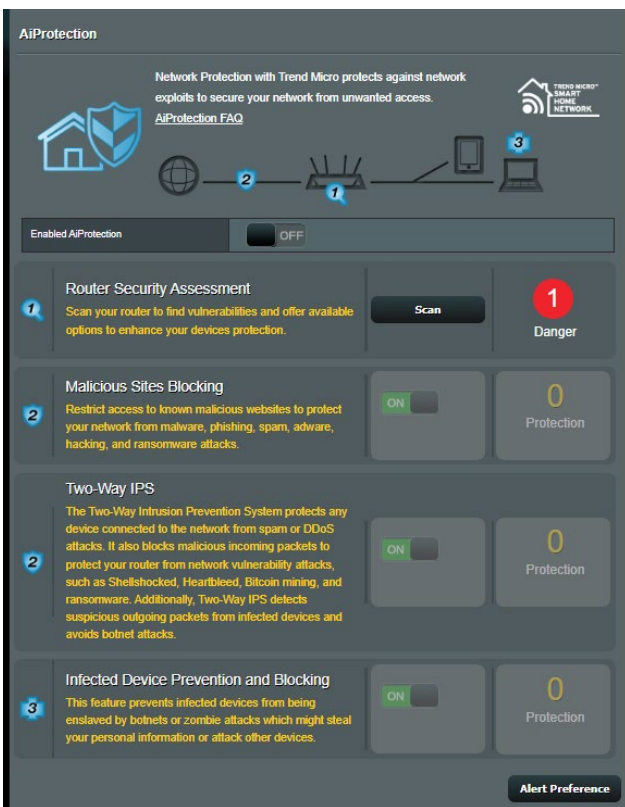 AiProtection
Network Protection with Trend Micro protects against network
exploits to secure your network from unwanted access.
AiProtection FAQ
TREND MICRO™
SMART
HOME
NETWORK
3
2
1
Enabled AiProtection
OFF
1
Router Security Assessment
Scan your router to find vulnerabilities and offer available
options to enhance your devices protection.
Scan
1
Danger
2
Malicious Sites Blocking
Restrict access to known malicious websites to protect
your network from malware, phishing, spam, adware,
hacking, and ransomware attacks.
ON
0
Protection
2
Two-Way IPS
The Two-Way Intrusion Prevention System protects any
device connected to the network from spam or DDoS
attacks. It also blocks malicious incoming packets to
protect your router from network vulnerability attacks,
such as Shellshocked, Heartbleed, Bitcoin mining, and
ransomware. Additionally, Two-Way IPS detects
suspicious outgoing packets from infected devices and
avoids botnet attacks.
ON
0
Protection
3
Infected Device Prevention and Blocking
This feature prevents infected devices from being
enslaved by botnets or zombie attacks which might steal
your personal information or attack other devices.
ON
0
Protection
Alert Preference